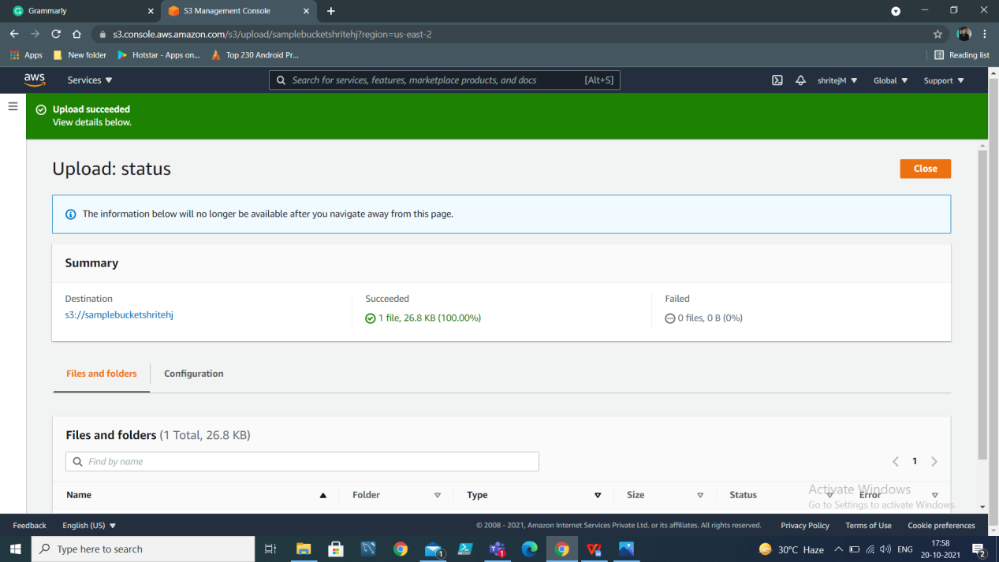 Grammarly
S3 Management Console
s3.console.aws.amazon.com/s3/upload/samplebucketshritehj?region=us-east-2
Apps New folder Hotstar - Apps on... Top 230 Android Pr... Reading list
aws Services Search for services, features, marketplace products, and docs [Alt+S] shritejM Global Support
Upload succeeded
View details below.
Upload: status
Close
The information below will no longer be available after you navigate away from this page.
Summary
Destination Succeeded Failed
s3://samplebucketshritehj 1 file, 26.8 KB (100.00%) 0 files, 0 B (0%)
Files and folders Configuration
Files and folders (1 Total, 26.8 KB)
Find by name 1
Name Folder Type Size Status Error
Activate Windows
Go to Settings to activate Windows.
Feedback English (US) © 2008 - 2021, Amazon Internet Services Private Ltd. or its affiliates. All rights reserved. Privacy Policy Terms of Use Cookie preferences
Type here to search 1 1 30°C Haze ENG 17:58 2
20-10-2021